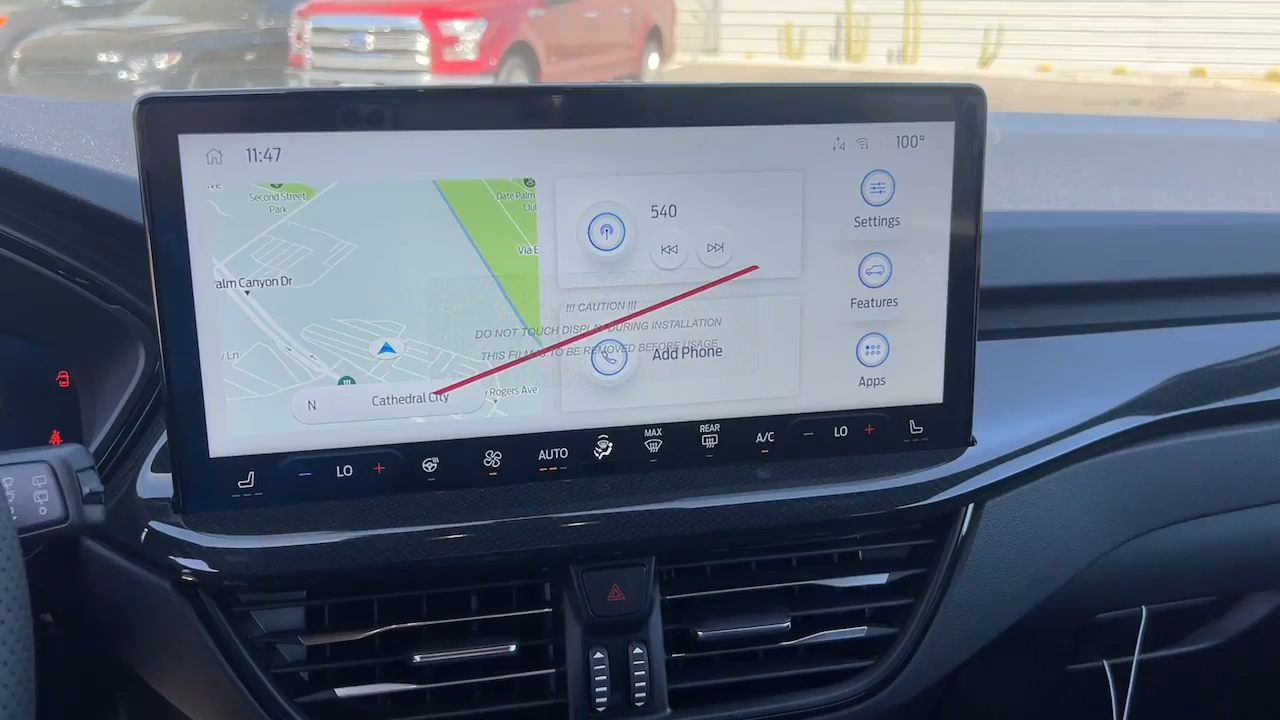 11:47
100°
Second Street
Park
Date Palm
Via E
alm Canyon Dr
540
Settings
Features
!!! CAUTION !!!
DO NOT TOUCH DISPLAY DURING INSTALLATION
THIS FILM IS TO BE REMOVED BEFORE USAGE
Add Phone
/Ln
Apps
N
Cathedral City
Rogers Ave
LO
AUTO
MAX
REAR
A/C
LO